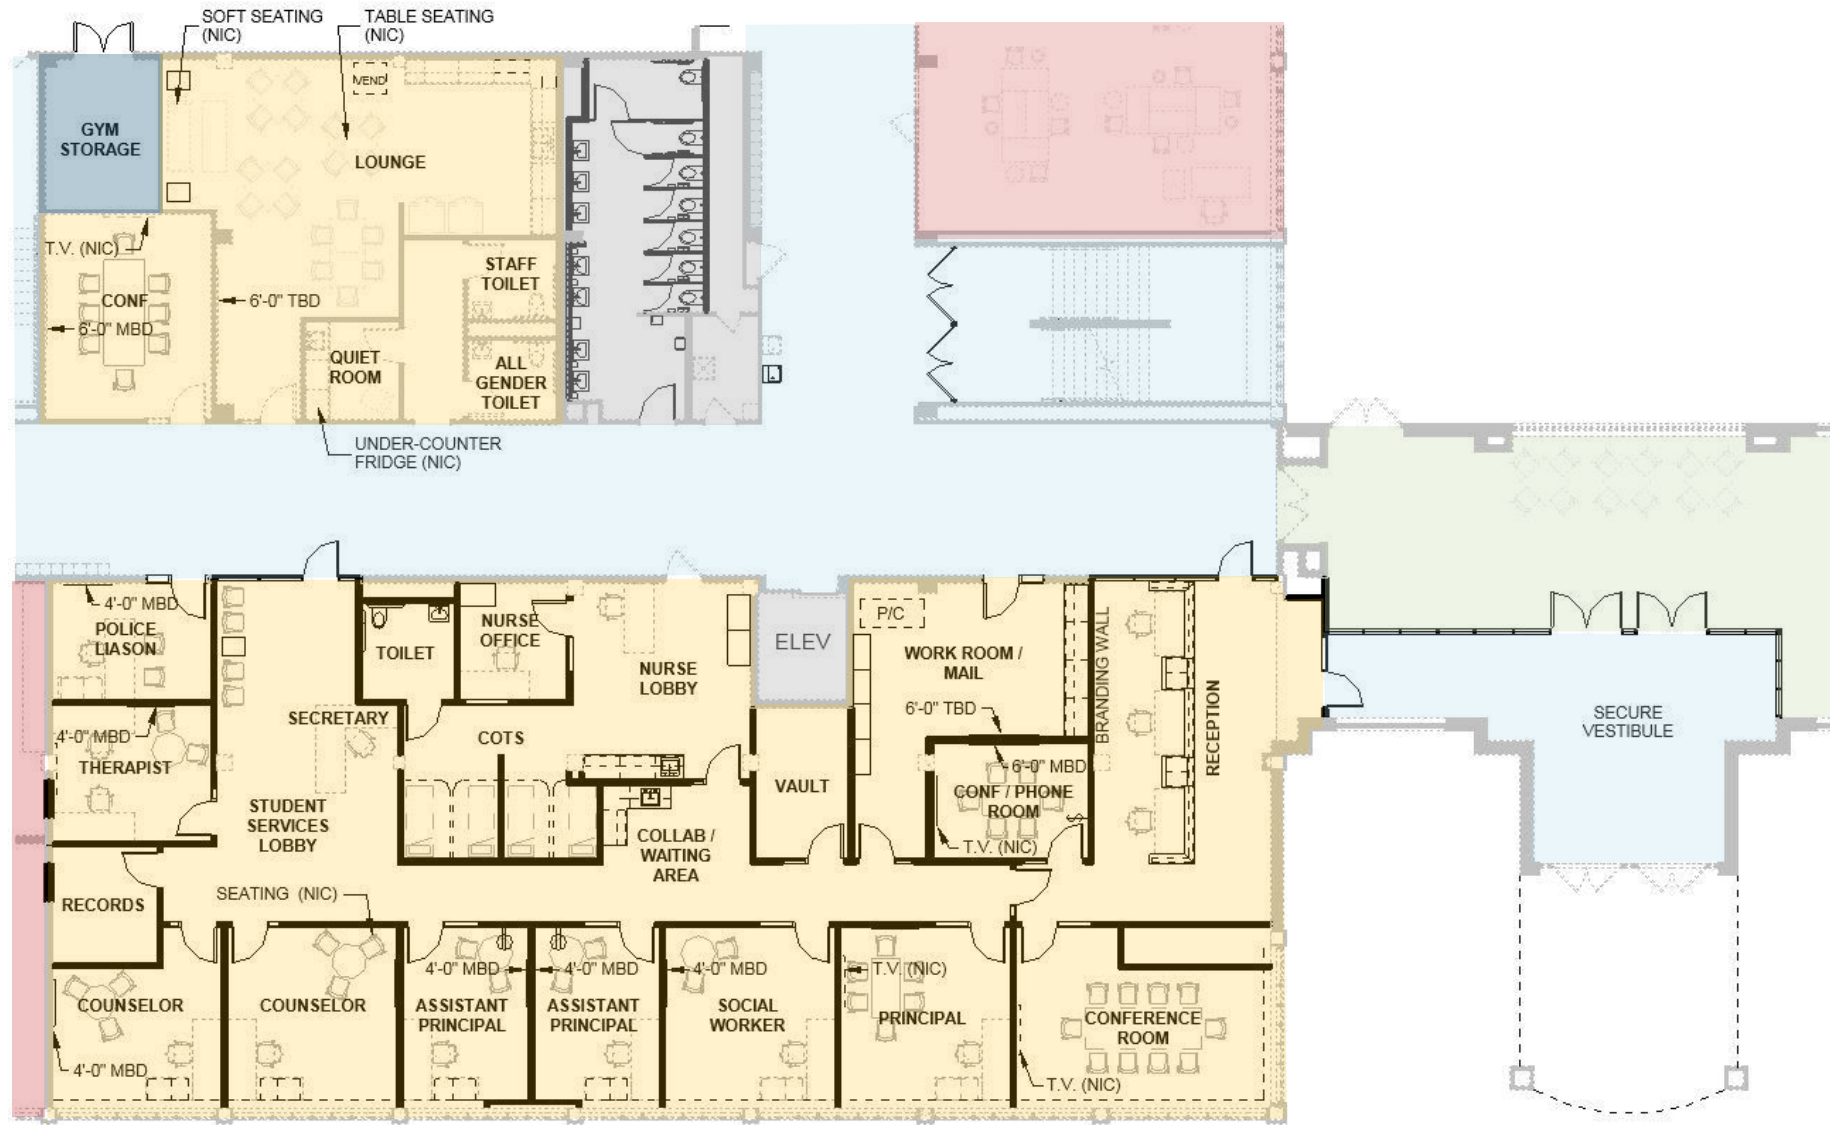 SOFT SEATING
(NIC)
TABLE SEATING
(NIC)
VEND
GYM
STORAGE
LOUNGE
T.V. (NIC)
CONF
6'-0" TBD
6'-0" MBD
STAFF
TOILET
QUIET
ROOM
ALL
GENDER
TOILET
UNDER-COUNTER
FRIDGE (NIC)
4'-0" MBD
POLICE
LIASON
TOILET
NURSE
OFFICE
NURSE
LOBBY
ELEV
P/C
WORK ROOM /
MAIL
BRANDING WALL
RECEPTION
SECURE
VESTIBULE
4'-0" MBD
THERAPIST
SECRETARY
COTS
6'-0" TBD
6'-0" MBD
STUDENT
SERVICES
LOBBY
VAULT
CONF / PHONE
ROOM
T.V. (NIC)
COLLAB /
WAITING
AREA
RECORDS
SEATING (NIC)
COUNSELOR
4'-0" MBD
COUNSELOR
4'-0" MBD
ASSISTANT
PRINCIPAL
4'-0" MBD
ASSISTANT
PRINCIPAL
4'-0" MBD
SOCIAL
WORKER
T.V. (NIC)
PRINCIPAL
CONFERENCE
ROOM
T.V. (NIC)